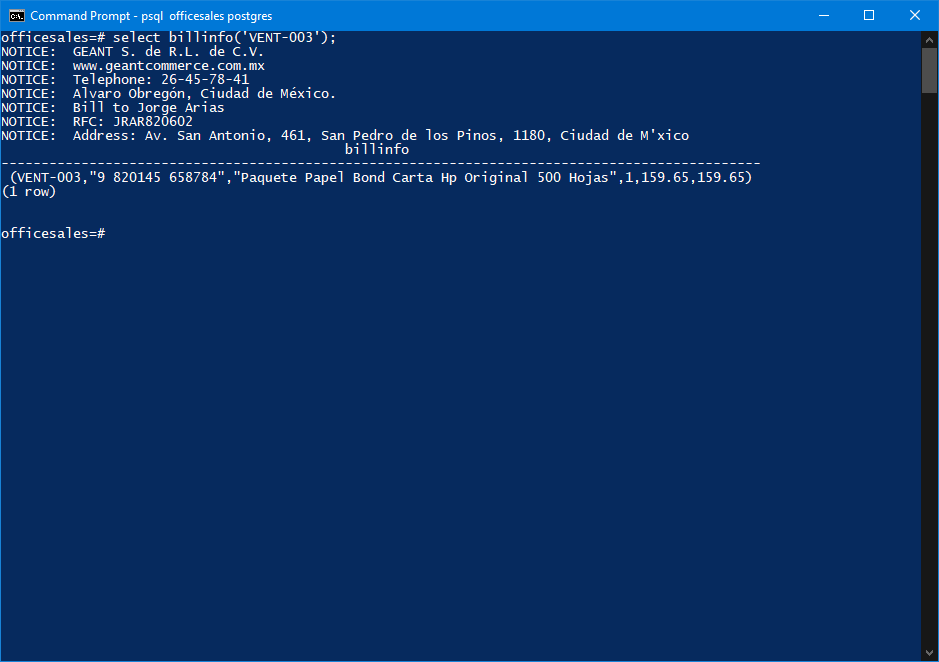 Command Prompt - psql  officesales postgres
officesales=# select billinfo('VENT-003');
NOTICE:  GEANT S. de R.L. de C.V.
NOTICE:  www.geantcommerce.com.mx
NOTICE:  Telephone: 26-45-78-41
NOTICE:  Alvaro Obregón, Ciudad de México.
NOTICE:  Bill to Jorge Arias
NOTICE:  RFC: JRAR820602
NOTICE:  Address: Av. San Antonio, 461, San Pedro de los Pinos, 1180, Ciudad de M'xico
billinfo
-----------------------------------------------------------------------------------------------
(VENT-003,"9 820145 658784","Paquete Papel Bond Carta Hp Original 500 Hojas",1,159.65,159.65)
(1 row)
officesales=#